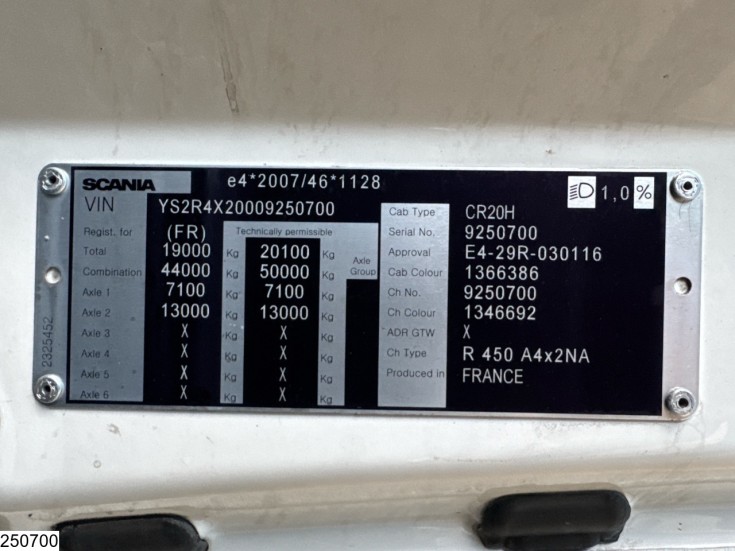 SCANIA e4*2007/46*1128 1,0%
VIN YS2R4X20009250700
Regist. for (FR) Technically permissible
Total 19000 Kg 20100 Kg
Axle Group
Combination 44000 Kg 50000 Kg
Axle 1 7100 Kg 7100 Kg
Axle 2 13000 Kg 13000 Kg
Axle 3 X Kg X Kg
Axle 4 X Kg X Kg
Axle 5 X Kg X Kg
Axle 6 X Kg X Kg
Cab Type CR20H
Serial No. 9250700
Approval E4-29R-030116
Cab Colour 1366386
Ch No. 9250700
Ch Colour 1346692
ADR GTW X
Ch Type R 450 A4x2NA
Produced in FRANCE
2325452
250700